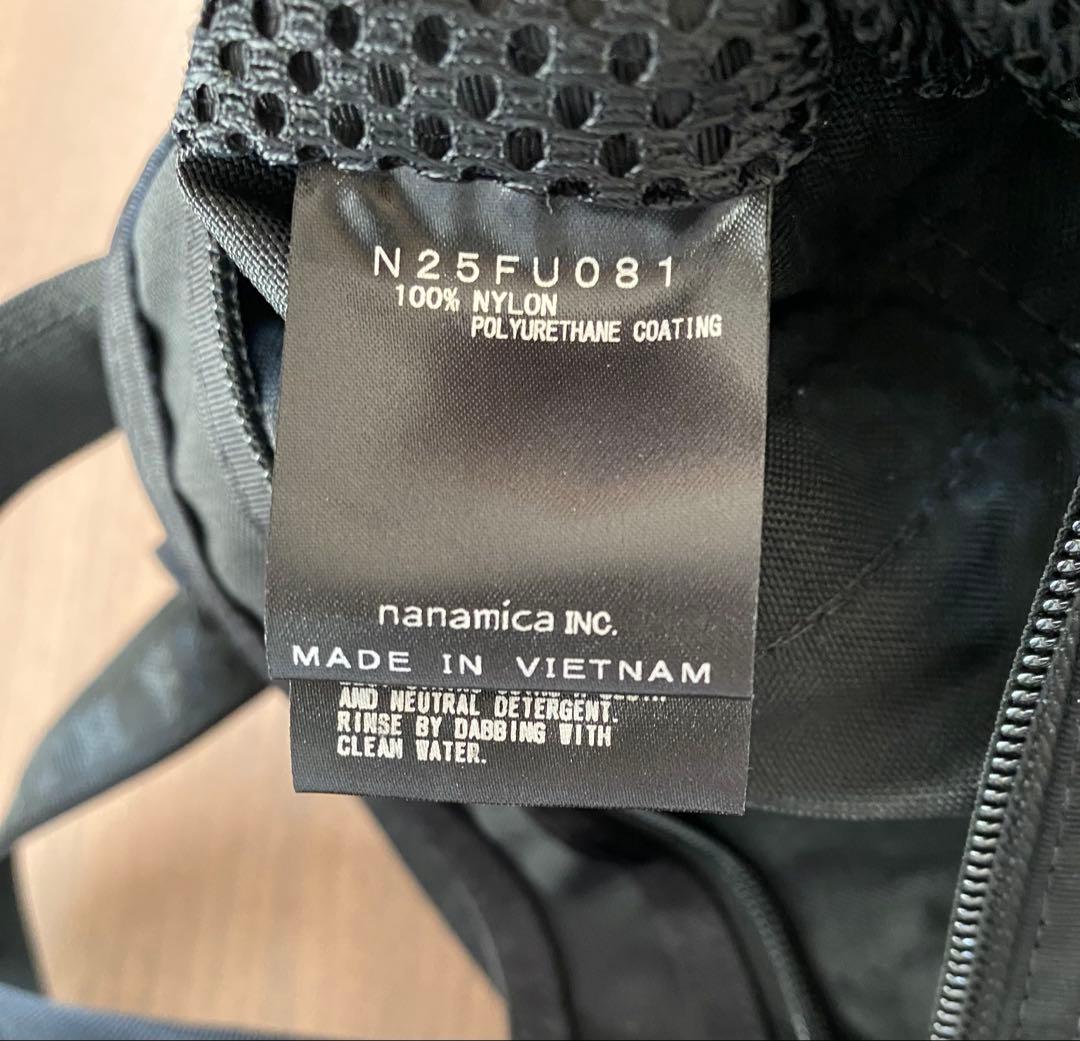 N25FU081
100% NYLON
POLYURETHANE COATING
nanamica INC.
MADE IN VIETNAM
AND NEUTRAL DETERGENT.
RINSE BY DABBING WITH
CLEAN WATER.